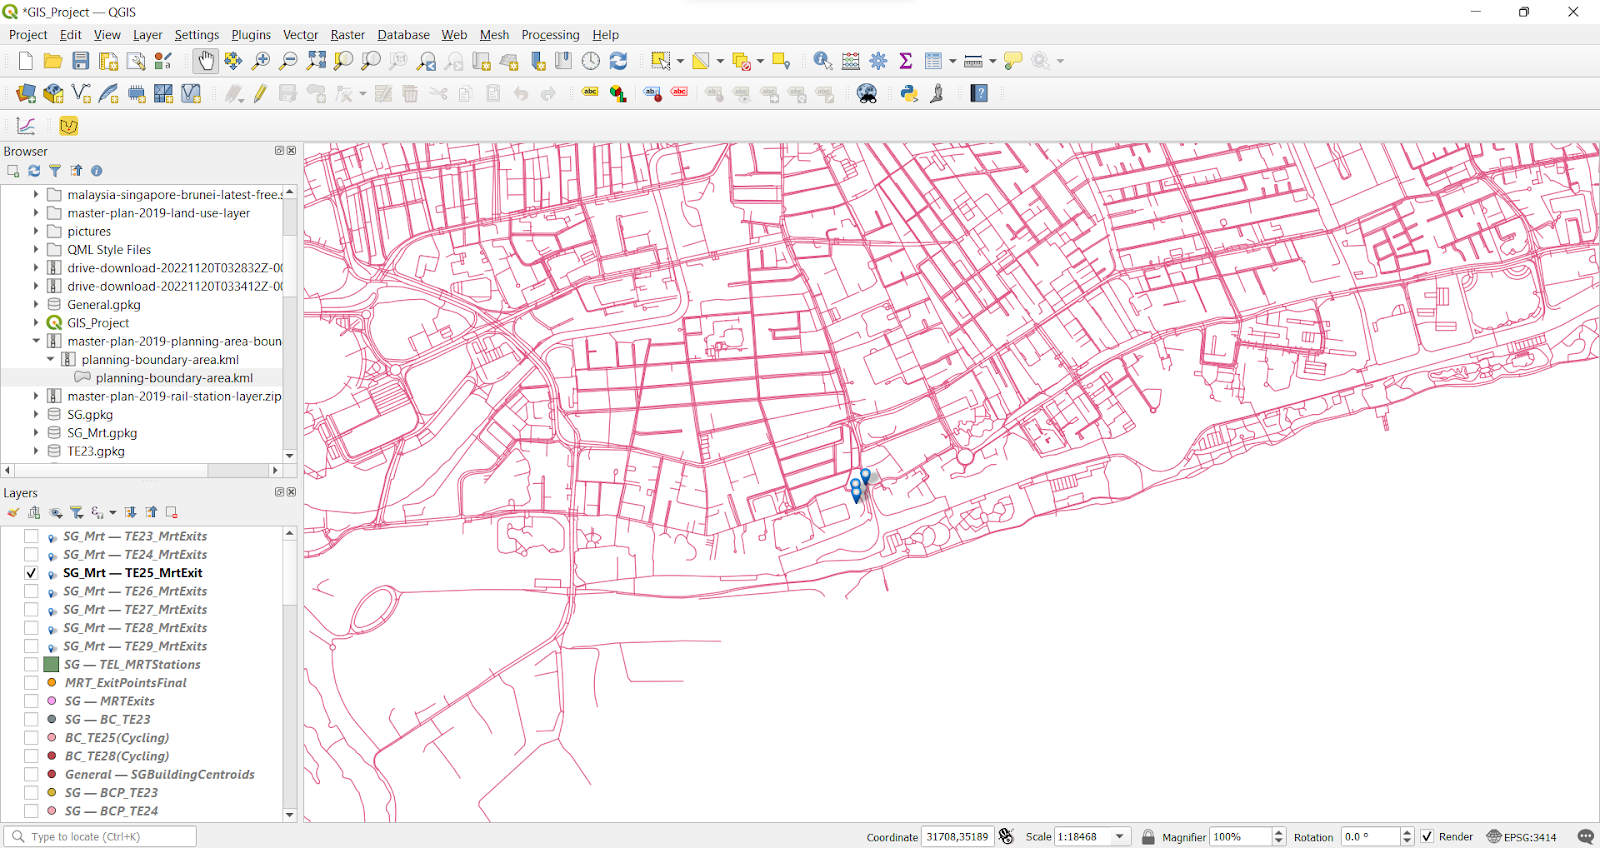 *GIS_Project — QGIS
Project Edit View Layer Settings Plugins Vector Raster Database Web Mesh Processing Help
Browser
malaysia-singapore-brunei-latest-free.s
master-plan-2019-land-use-layer
pictures
QML Style Files
drive-download-20221120T032832Z-00
drive-download-20221120T033412Z-00
General.gpkg
GIS_Project
master-plan-2019-planning-area-boun
planning-boundary-area.kml
planning-boundary-area.kml
master-plan-2019-rail-station-layer.zip
SG.gpkg
SG_Mrt.gpkg
TE23.gpkg
Layers
SG_Mrt — TE23_MrtExits
SG_Mrt — TE24_MrtExits
SG_Mrt — TE25_MrtExit
SG_Mrt — TE26_MrtExits
SG_Mrt — TE27_MrtExits
SG_Mrt — TE28_MrtExits
SG_Mrt — TE29_MrtExits
SG — TEL_MRTStations
MRT_ExitPointsFinal
SG — MRTExits
SG — BC_TE23
BC_TE25(Cycling)
BC_TE28(Cycling)
General — SGBuildingCentroids
SG — BCP_TE23
SG — BCP_TE24
Type to locate (Ctrl+K)
Coordinate 31708,35189 Scale 1:18468 Magnifier 100% Rotation 0.0 ° Render EPSG:3414